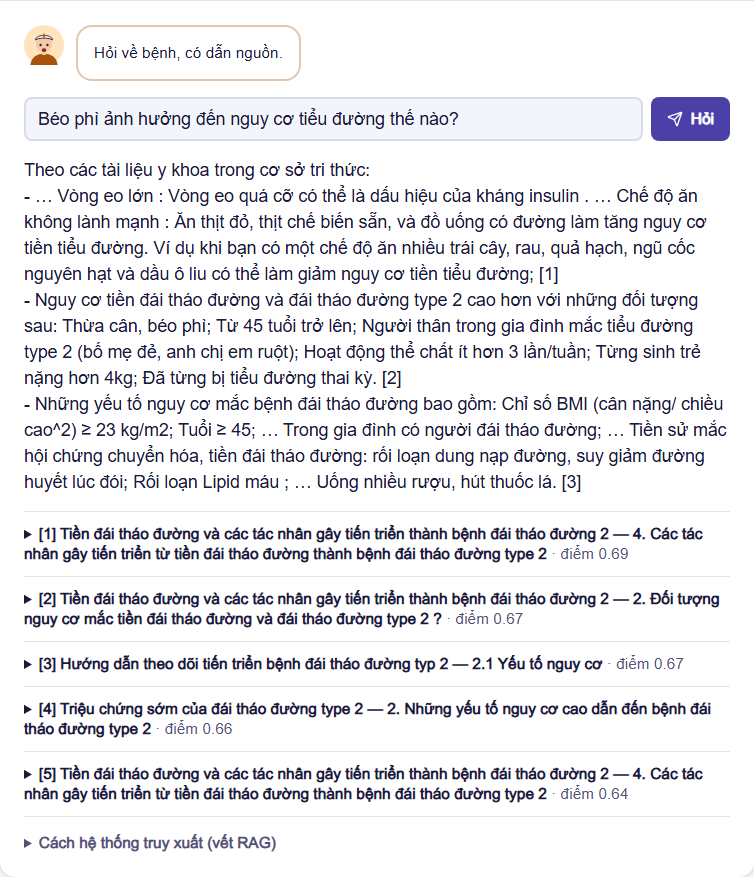 Hỏi về bệnh, có dẫn nguồn.
Béo phì ảnh hưởng đến nguy cơ tiểu đường thế nào?
Hỏi
Theo các tài liệu y khoa trong cơ sở tri thức:
- … Vòng eo lớn : Vòng eo quá cỡ có thể là dấu hiệu của kháng insulin . … Chế độ ăn
không lành mạnh : Ăn thịt đỏ, thịt chế biến sẵn, và đồ uống có đường làm tăng nguy cơ
tiền tiểu đường. Ví dụ khi bạn có một chế độ ăn nhiều trái cây, rau, quả hạch, ngũ cốc
nguyên hạt và dầu ô liu có thể làm giảm nguy cơ tiền tiểu đường; [1]
- Nguy cơ tiền đái tháo đường và đái tháo đường type 2 cao hơn với những đối tượng
sau: Thừa cân, béo phì; Từ 45 tuổi trở lên; Người thân trong gia đình mắc tiểu đường
type 2 (bố mẹ đẻ, anh chị em ruột); Hoạt động thể chất ít hơn 3 lần/tuần; Từng sinh trẻ
nặng hơn 4kg; Đã từng bị tiểu đường thai kỳ. [2]
- Những yếu tố nguy cơ mắc bệnh đái tháo đường bao gồm: Chỉ số BMI (cân nặng/ chiều
cao^2) ≥ 23 kg/m2; Tuổi ≥ 45; … Trong gia đình có người đái tháo đường; … Tiền sử mắc
hội chứng chuyển hóa, tiền đái tháo đường: rối loạn dung nạp đường, suy giảm đường
huyết lúc đói; Rối loạn Lipid máu ; … Uống nhiều rượu, hút thuốc lá. [3]
▶ [1] Tiền đái tháo đường và các tác nhân gây tiến triển thành bệnh đái tháo đường 2 — 4. Các tác
nhân gây tiến triển từ tiền đái tháo đường thành bệnh đái tháo đường type 2 · điểm 0.69
▶ [2] Tiền đái tháo đường và các tác nhân gây tiến triển thành bệnh đái tháo đường 2 — 2. Đối tượng
nguy cơ mắc tiền đái tháo đường và đái tháo đường type 2 ? · điểm 0.67
▶ [3] Hướng dẫn theo dõi tiến triển bệnh đái tháo đường typ 2 — 2.1 Yếu tố nguy cơ · điểm 0.67
▶ [4] Triệu chứng sớm của đái tháo đường type 2 — 2. Những yếu tố nguy cơ cao dẫn đến bệnh đái
tháo đường type 2 · điểm 0.66
▶ [5] Tiền đái tháo đường và các tác nhân gây tiến triển thành bệnh đái tháo đường 2 — 4. Các tác
nhân gây tiến triển từ tiền đái tháo đường thành bệnh đái tháo đường type 2 · điểm 0.64
▶ Cách hệ thống truy xuất (vết RAG)